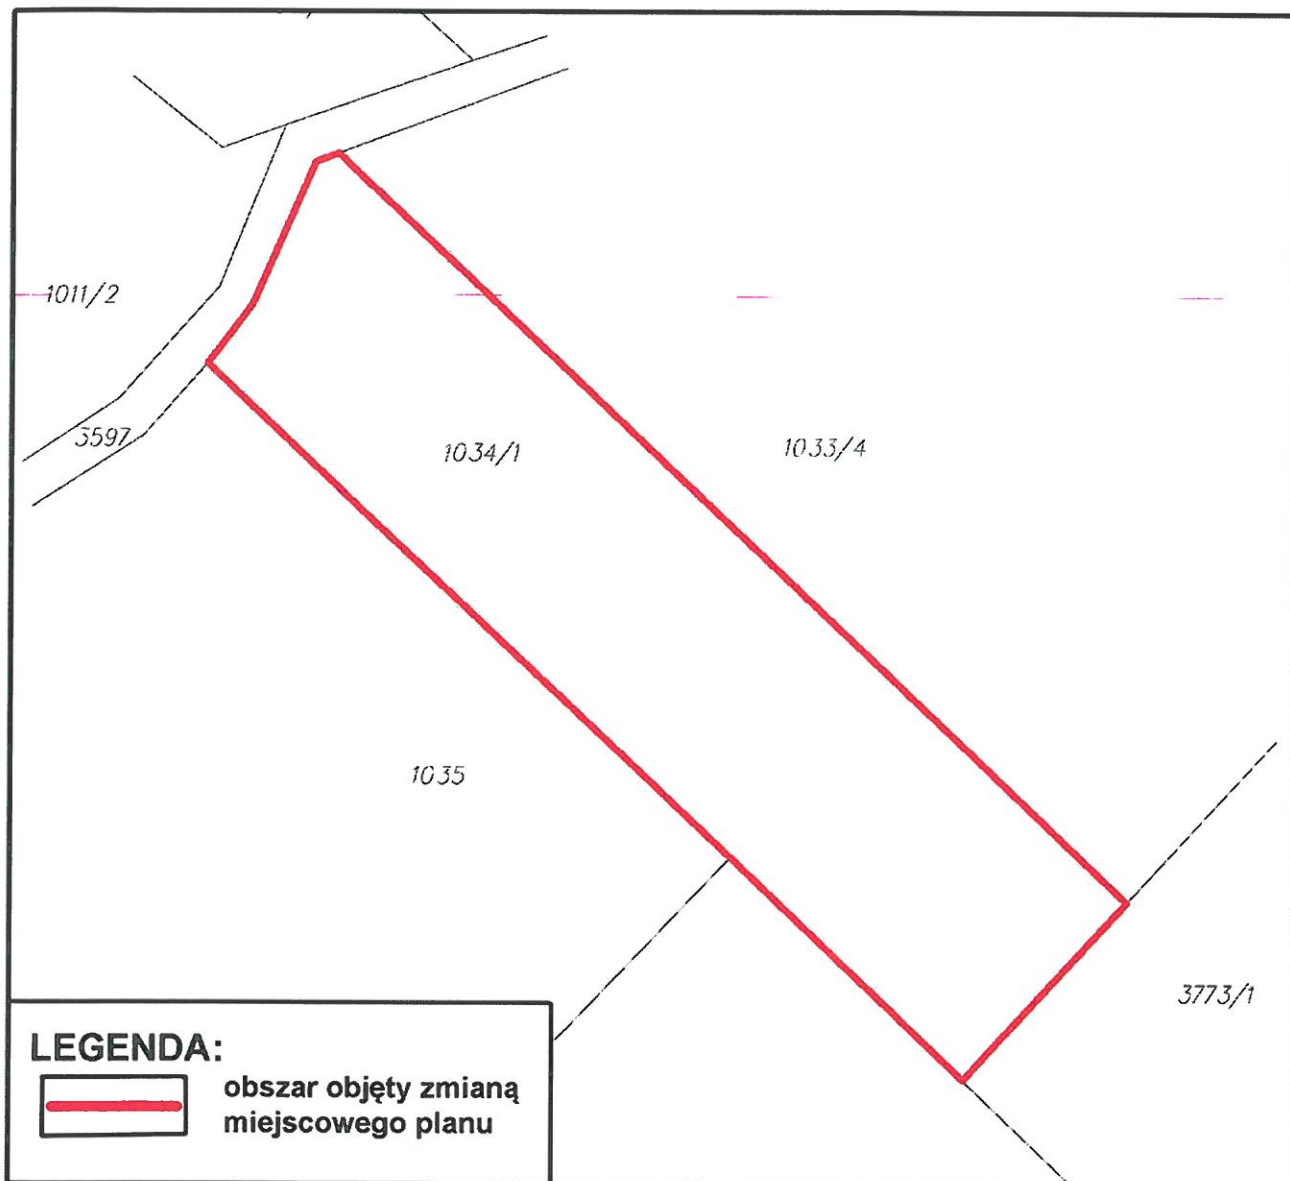 1011/2
3597
1034/1
1033/4
1035
3773/1
LEGENDA:
obszar objęty zmianą
miejscowego planu